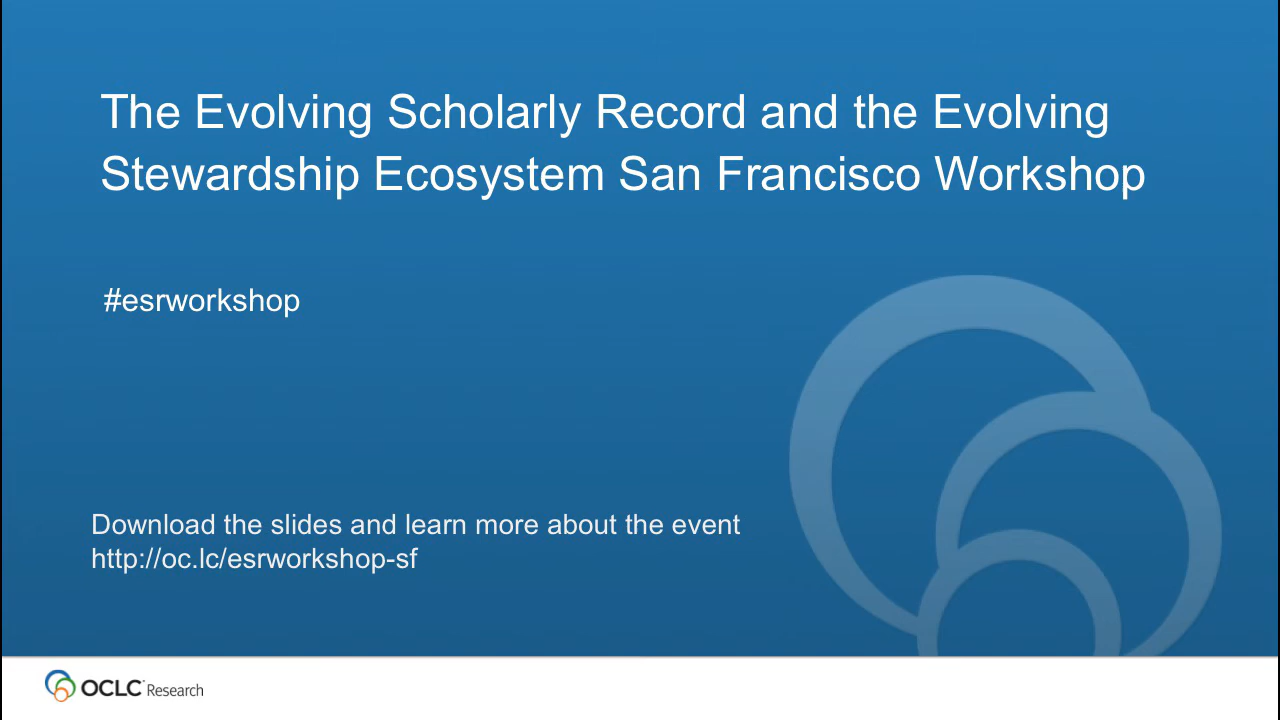 The Evolving Scholarly Record and the Evolving
Stewardship Ecosystem San Francisco Workshop
#esrworkshop
Download the slides and learn more about the event
http://oc.lc/esrworkshop-sf
OCLC Research